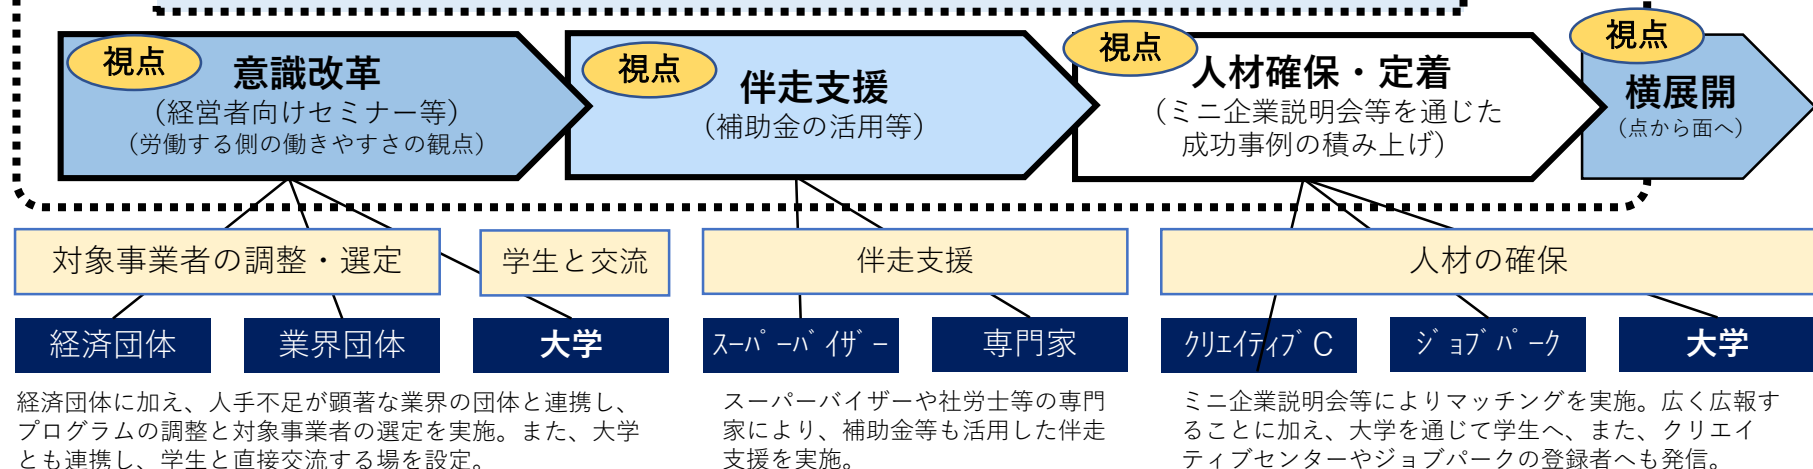 視点
意識改革
（経営者向けセミナー等）
（労働する側の働きやすさの観点）
視点
伴走支援
（補助金の活用等）
視点
人材確保・定着
（ミニ企業説明会等を通じた
成功事例の積み上げ）
視点
横展開
（点から面へ）
対象事業者の調整・選定
学生と交流
伴走支援
人材の確保
経済団体
業界団体
大学
ｽｰﾊﾟｰﾊﾞｲｻﾞｰ
専門家
ｸﾘｴｲﾃｨﾌﾞC
ｼﾞｮﾌﾞﾊﾟｰｸ
大学
経済団体に加え、人手不足が顕著な業界の団体と連携し、
プログラムの調整と対象事業者の選定を実施。また、大学
とも連携し、学生と直接交流する場を設定。
スーパーバイザーや社労士等の専門
家により、補助金等も活用した伴走
支援を実施。
ミニ企業説明会等によりマッチングを実施。広く広報す
ることに加え、大学を通じて学生へ、また、クリエイ
ティブセンターやジョブパークの登録者へも発信。